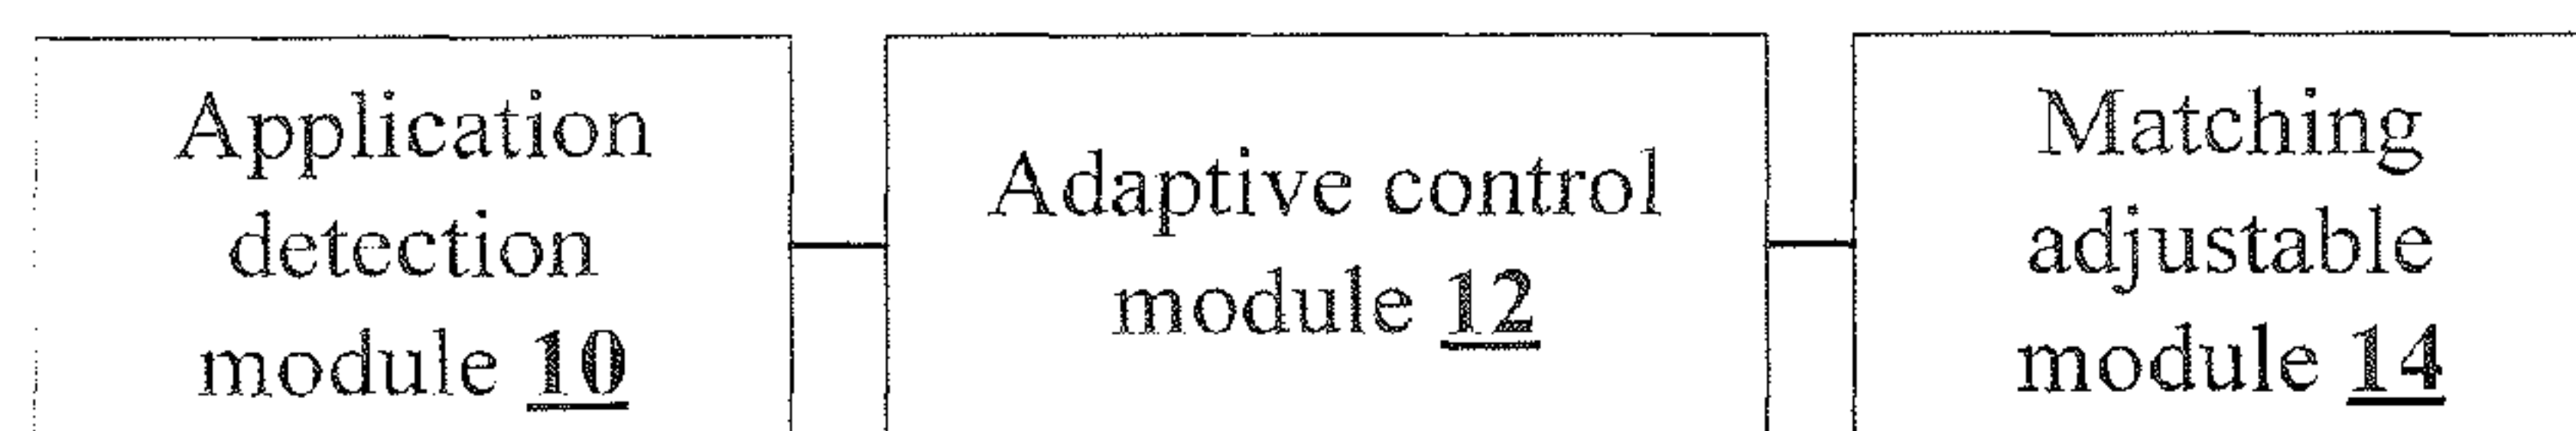 Application
detection
module 10
Adaptive control
module 12
Matching
adjustable
module 14